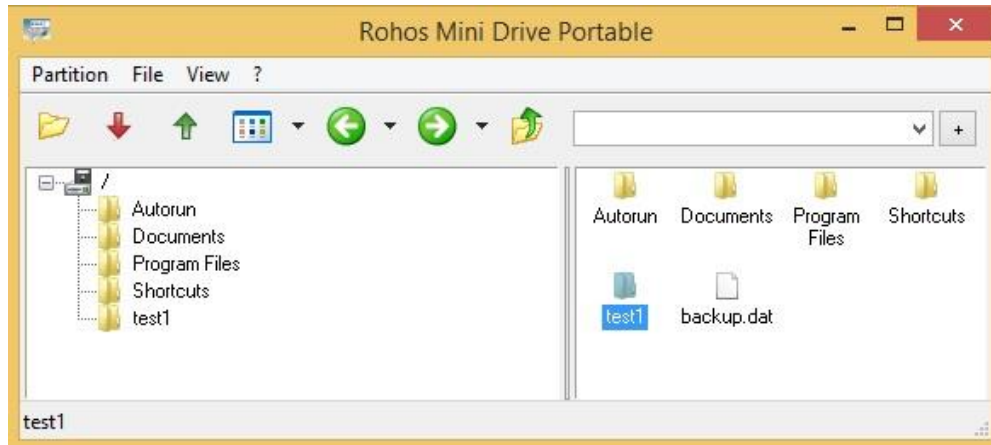 Rohos Mini Drive Portable
Partition File View ?
+
/
Autorun
Documents
Program Files
Shortcuts
test1
Autorun Documents Program Files Shortcuts
test1 backup.dat
test1